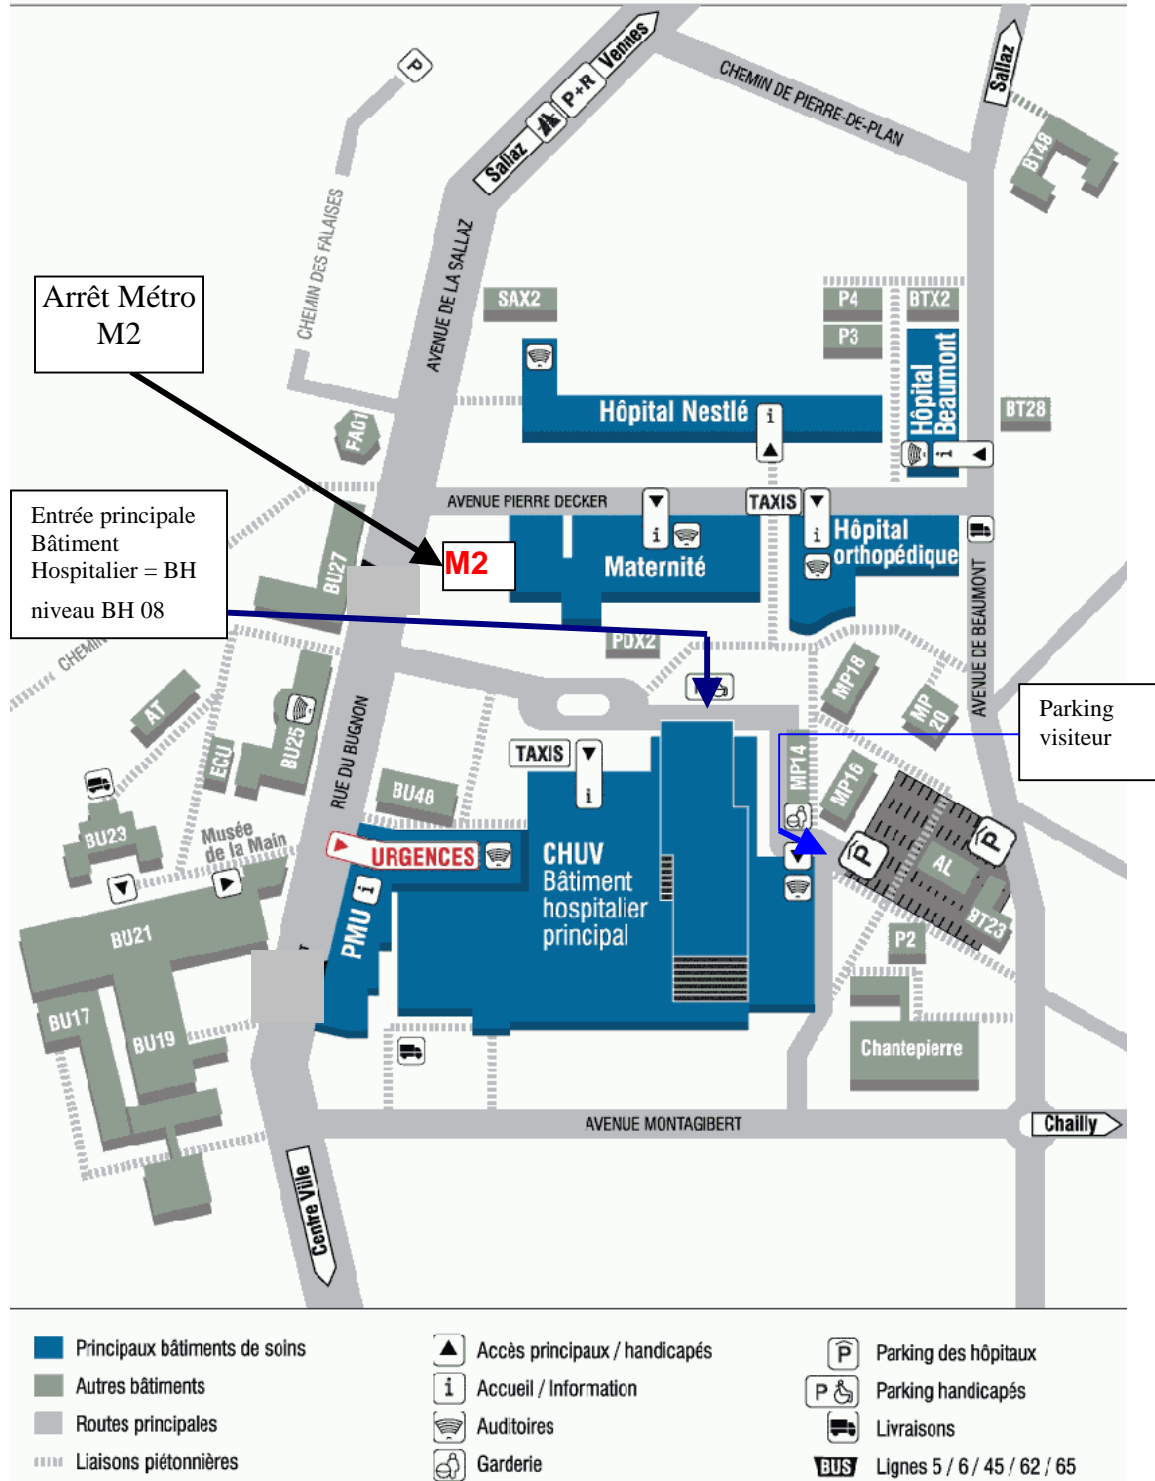 P
Sallaz
P+R
Vennes
CHEMIN DE PIERRE-DE-PLAN
Sallaz
BT48
CHEMIN DES FALAISES
AVENUE DE LA SALLAZ
Arrêt Métro
M2
SAX2
P4
BTX2
P3
Hôpital Nestlé
i
Hôpital
Beaumont
i
BT28
FA01
AVENUE PIERRE DECKER
TAXIS
i
i
Entrée principale
Bâtiment
Hospitalier = BH
niveau BH 08
BU27
M2
Maternité
Hôpital
orthopédique
AVENUE DE BEAUMONT
CHEMIN
PDX2
P
MP18
MP
20
Parking
visiteur
AT
ECU
BU25
RUE DU BUGNON
TAXIS
i
MP14
MP16
BU48
BU23
Musée
de la Main
URGENCES
CHUV
Bâtiment
hospitalier
principal
P
P
AL
BT23
PMU
i
BU21
P2
BU17
BU19
T
Chantepierre
AVENUE MONTAGIBERT
Chailly
Centre Ville
Principaux bâtiments de soins
Autres bâtiments
Routes principales
Liaisons piétonnières
Accès principaux / handicapés
i Accueil / Information
Auditoires
Garderie
P Parking des hôpitaux
P Parking handicapés
Livraisons
BUS Lignes 5 / 6 / 45 / 62 / 65